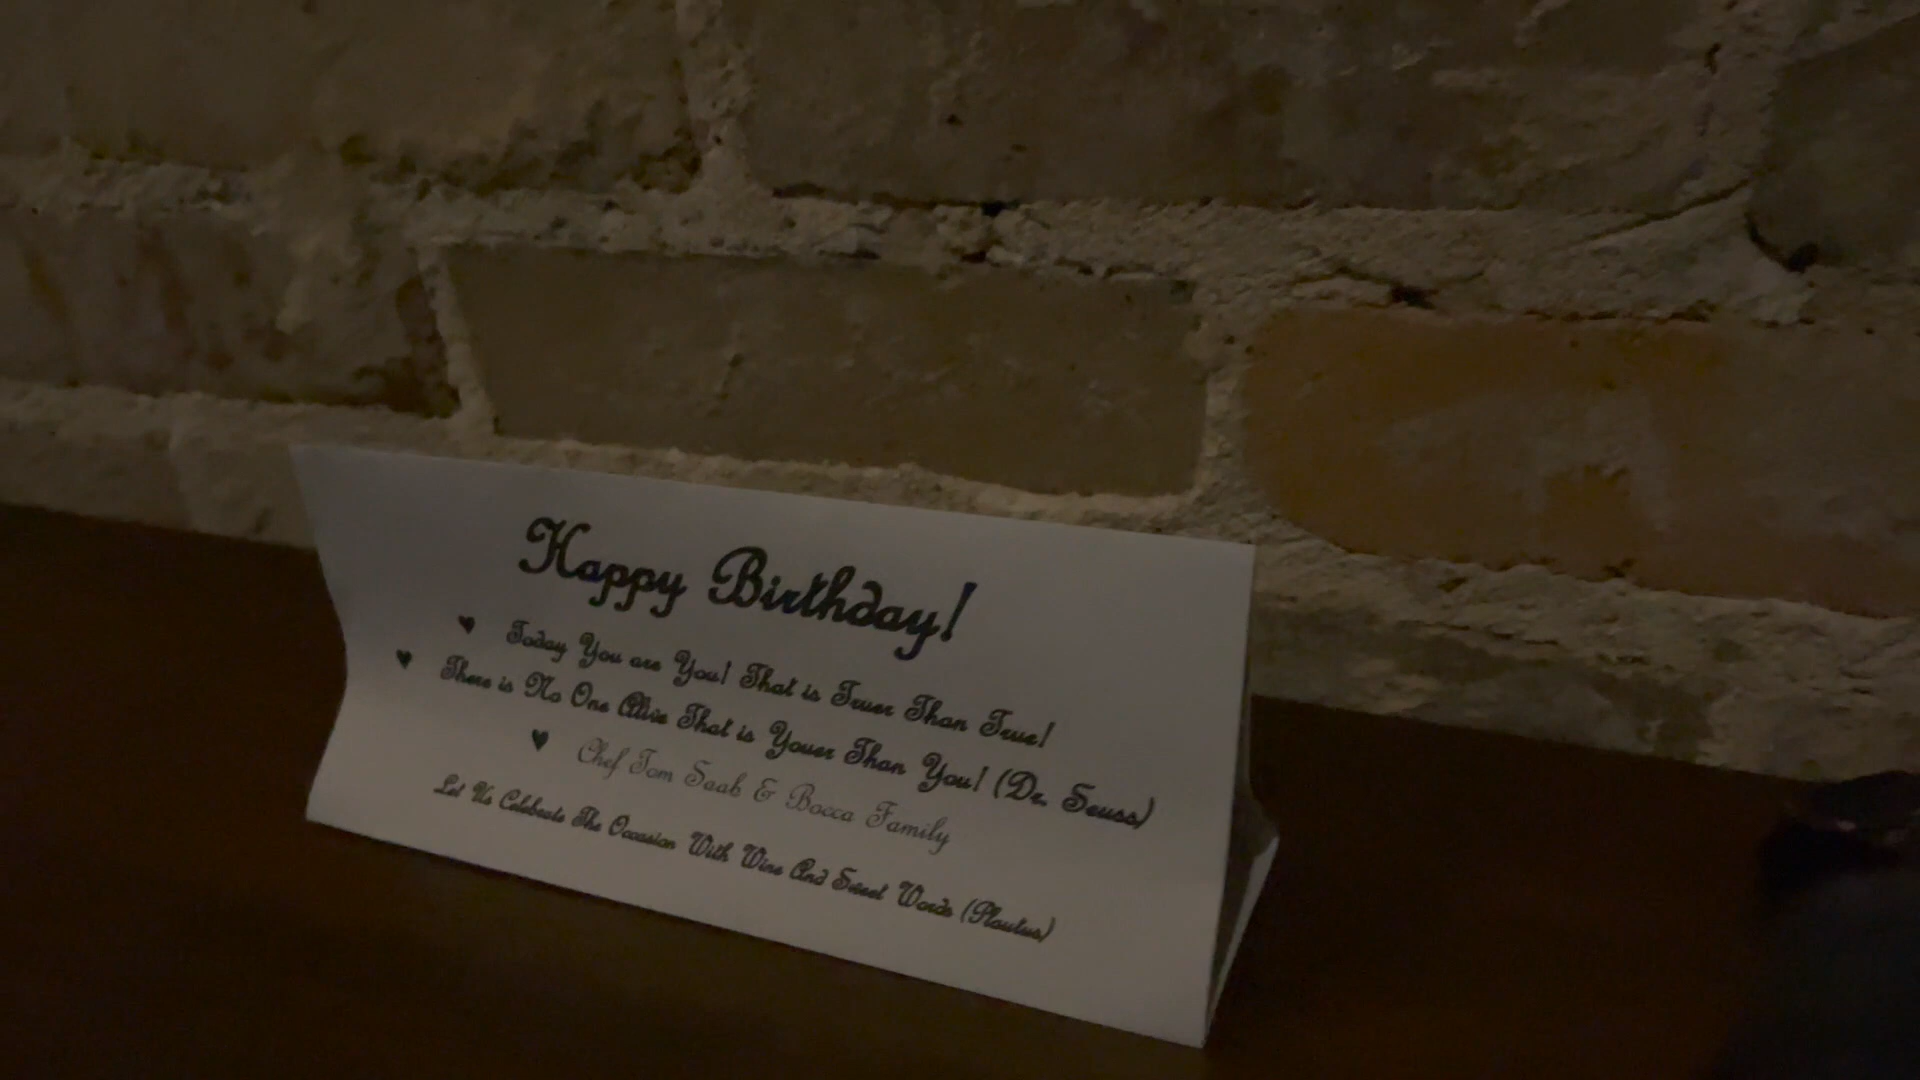 Happy Birthday!
♥ Today You are You! That is Truer Than True!
♥ There is No One Alive That is Youer Than You! (Dr. Seuss)
♥ Chef Tom Saab & Bocca Family
Let Us Celebrate The Occasion With Wine And Sweet Words (Plautus)